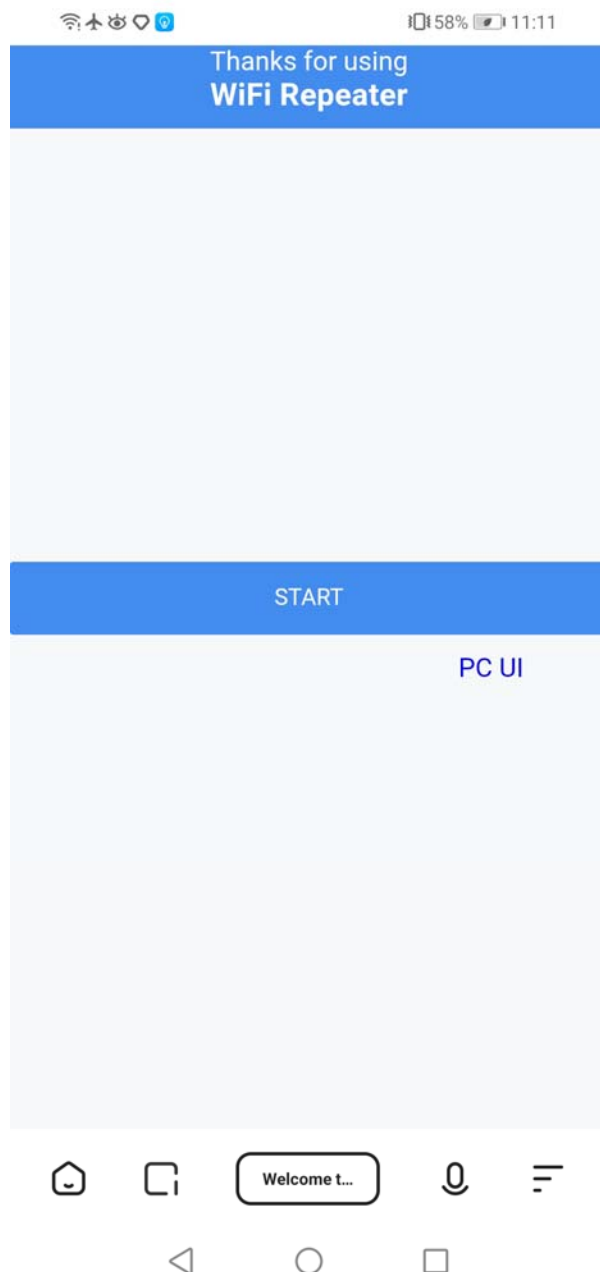 58% 11:11
Thanks for using
WiFi Repeater
START
PC UI
Welcome t...